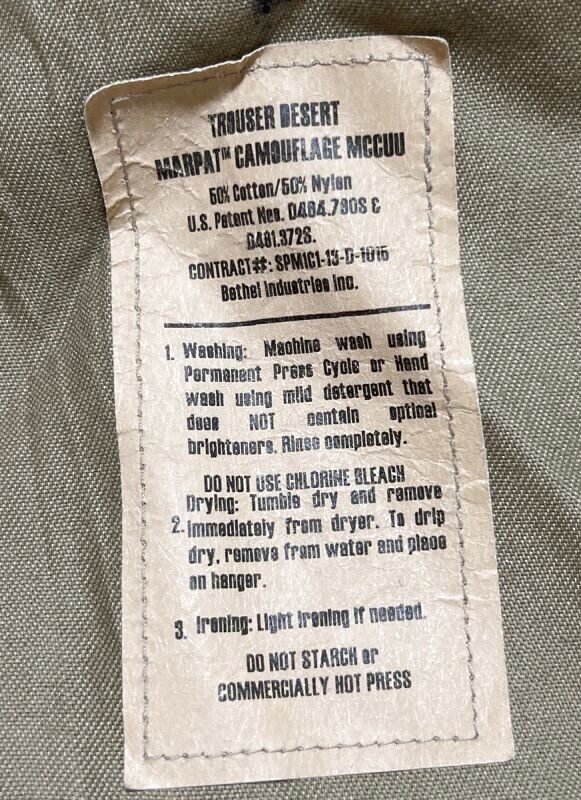 TROUSER DESERT
MARPAT™ CAMOUFLAGE MCCUU
50% Cotton/50% Nylon
U.S. Patent Nos. D484.790S &
D491.372S.
CONTRACT#: SPM1C1-13-D-1015
Bethel Industries Inc.
1. Washing: Machine wash using
Permanent Press Cycle or Hand
wash using mild detergent that
does NOT contain optical
brighteners. Rinse completely.
DO NOT USE CHLORINE BLEACH
Drying: Tumble dry and remove
2. Immediately from dryer. To drip
dry, remove from water and place
on hanger.
3. Ironing: Light Ironing if needed.
DO NOT STARCH or
COMMERCIALLY HOT PRESS